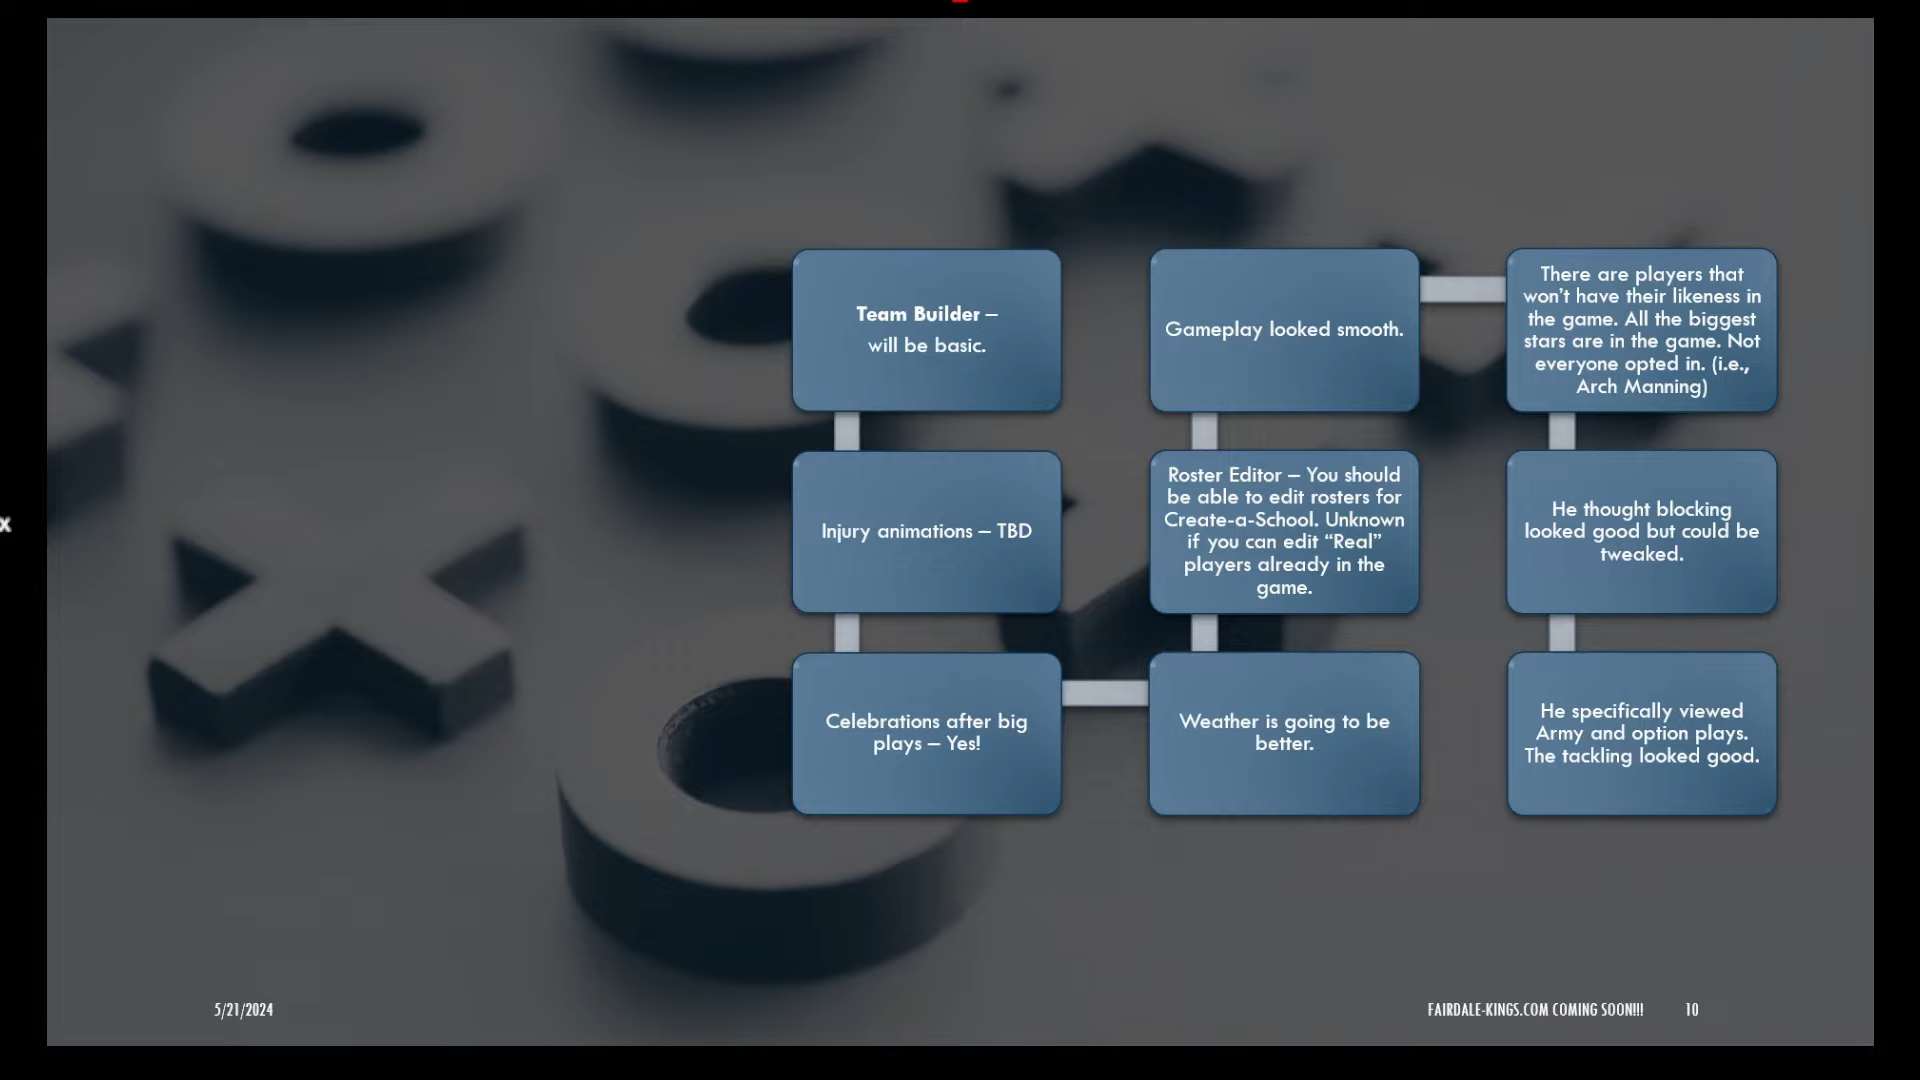 Team Builder –
will be basic.
Injury animations – TBD
Celebrations after big
plays – Yes!
Weather is going to be
better.
Roster Editor – You should
be able to edit rosters for
Create-a-School. Unknown
if you can edit “Real”
players already in the
game.
Gameplay looked smooth.
There are players that
won’t have their likeness in
the game. All the biggest
stars are in the game. Not
everyone opted in. (i.e.,
Arch Manning)
He thought blocking
looked good but could be
tweaked.
He specifically viewed
Army and option plays.
The tackling looked good.
x
5/21/2024
FAIRDALE-KINGS.COM COMING SOON!!!
10